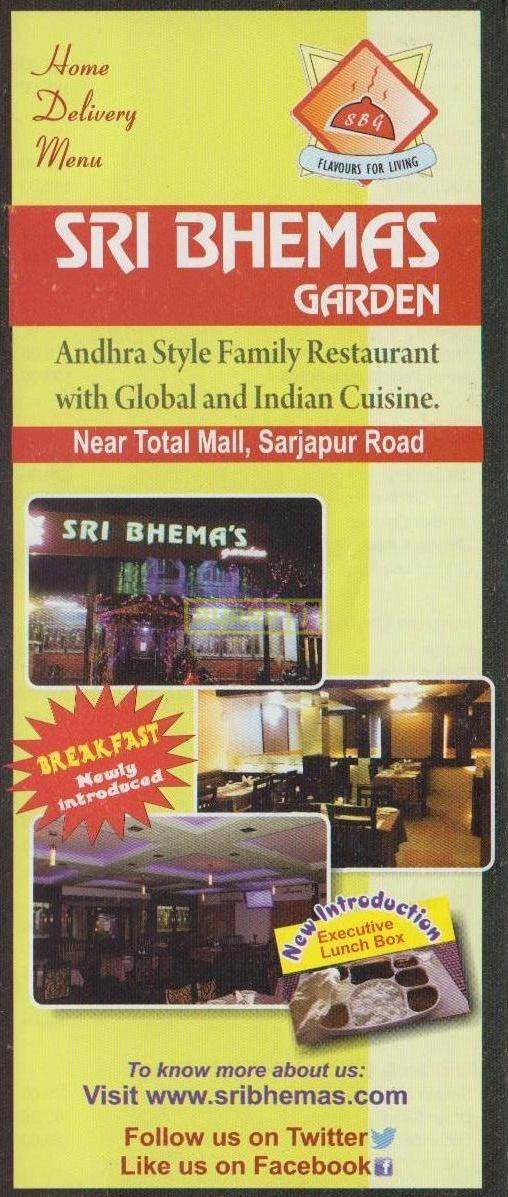 Home
Delivery
Menu
SBG
FLAVOURS FOR LIVING
SRI BHEMAS
GARDEN
Andhra Style Family Restaurant
with Global and Indian Cuisine.
Near Total Mall, Sarjapur Road
SRI BHEMA'S
garden
BREAKFAST
Newly
introduced
New Introduction
Executive
Lunch Box
To know more about us:
Visit www.sribhemas.com
Follow us on Twitter
Like us on Facebook